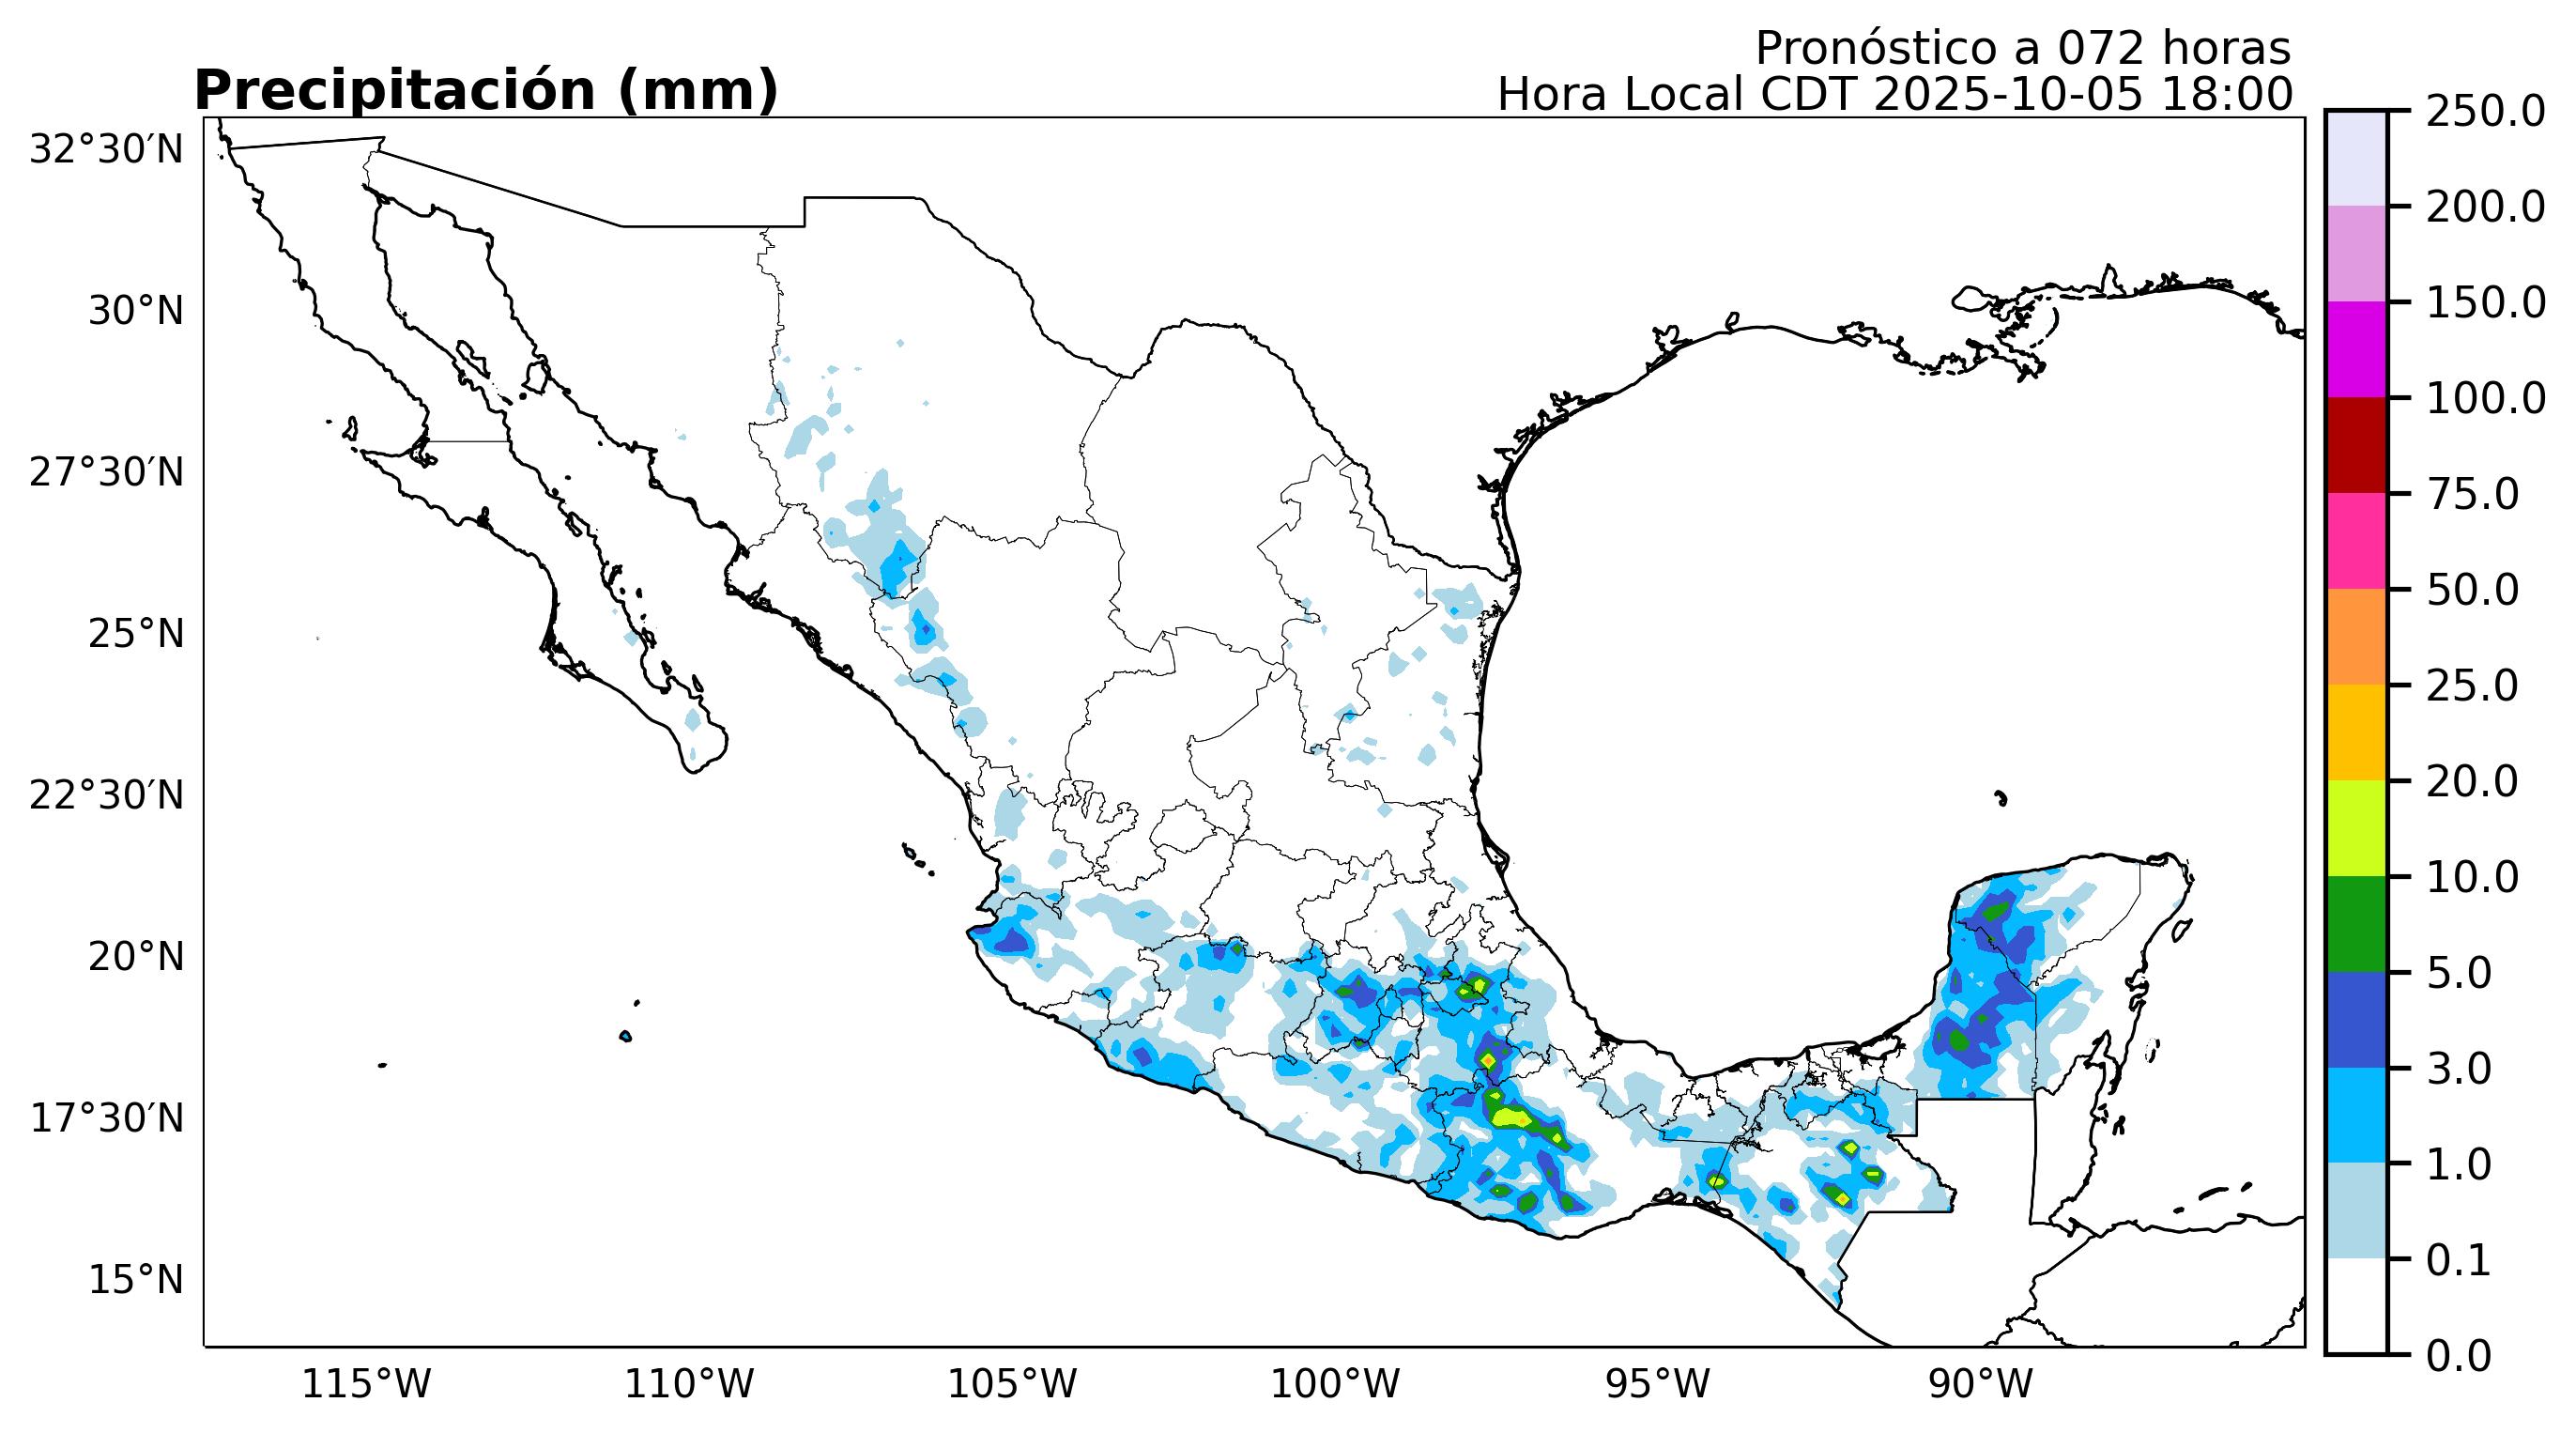 Pronóstico a 072 horas
Precipitación (mm)
Hora Local CDT 2025-10-05 18:00
32°30′N
30°N
27°30′N
25°N
22°30′N
20°N
17°30′N
15°N
115°W
110°W
105°W
100°W
95°W
90°W
250.0
200.0
150.0
100.0
75.0
50.0
25.0
20.0
10.0
5.0
3.0
1.0
0.1
0.0